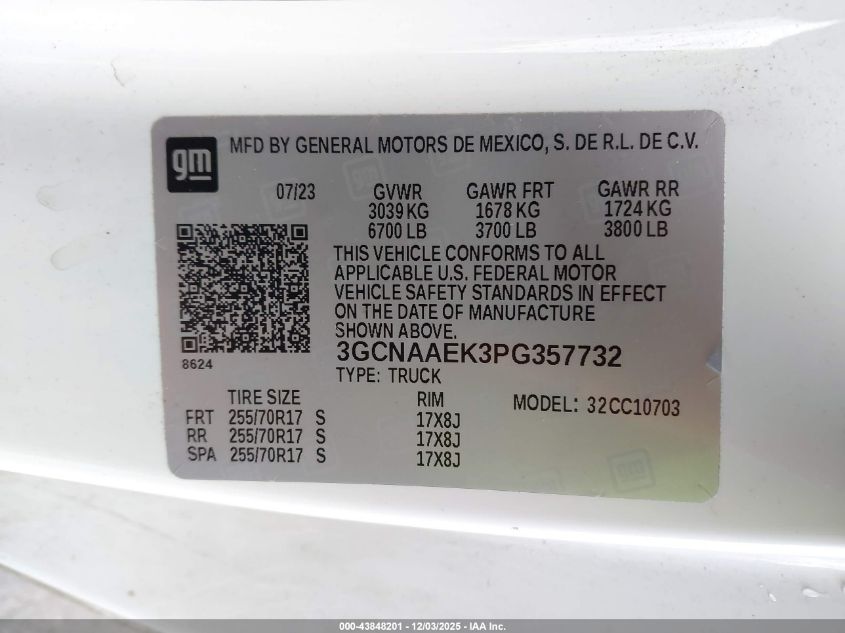 gm MFD BY GENERAL MOTORS DE MEXICO, S. DE R.L. DE C.V.
07/23 GVWR GAWR FRT GAWR RR
3039 KG 1678 KG 1724 KG
6700 LB 3700 LB 3800 LB
THIS VEHICLE CONFORMS TO ALL
APPLICABLE U.S. FEDERAL MOTOR
VEHICLE SAFETY STANDARDS IN EFFECT
ON THE DATE OF MANUFACTURE
SHOWN ABOVE.
3GCNAAEK3PG357732
8624
TYPE: TRUCK
TIRE SIZE RIM MODEL: 32CC10703
FRT 255/70R17 S 17X8J
RR 255/70R17 S 17X8J
SPA 255/70R17 S 17X8J
000-43848201 - 12/03/2025 - IAA Inc.